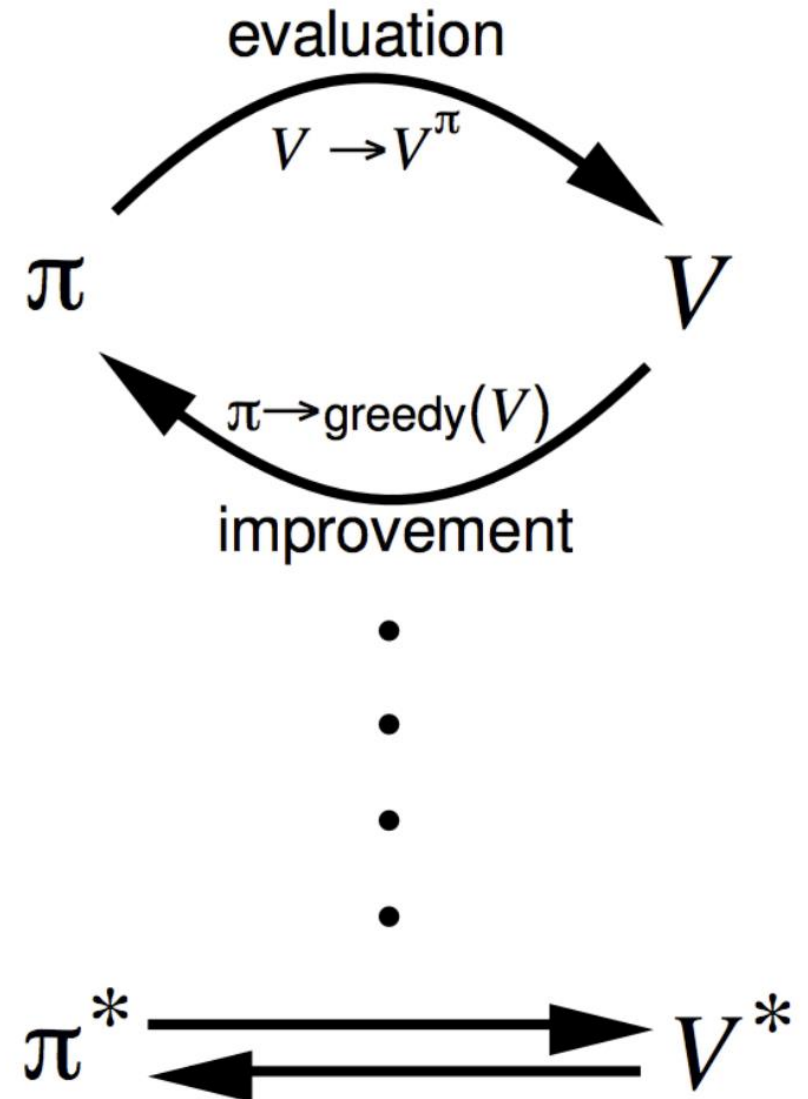 evaluation
V → V^π
π V
π→greedy(V)
improvement
π* V*